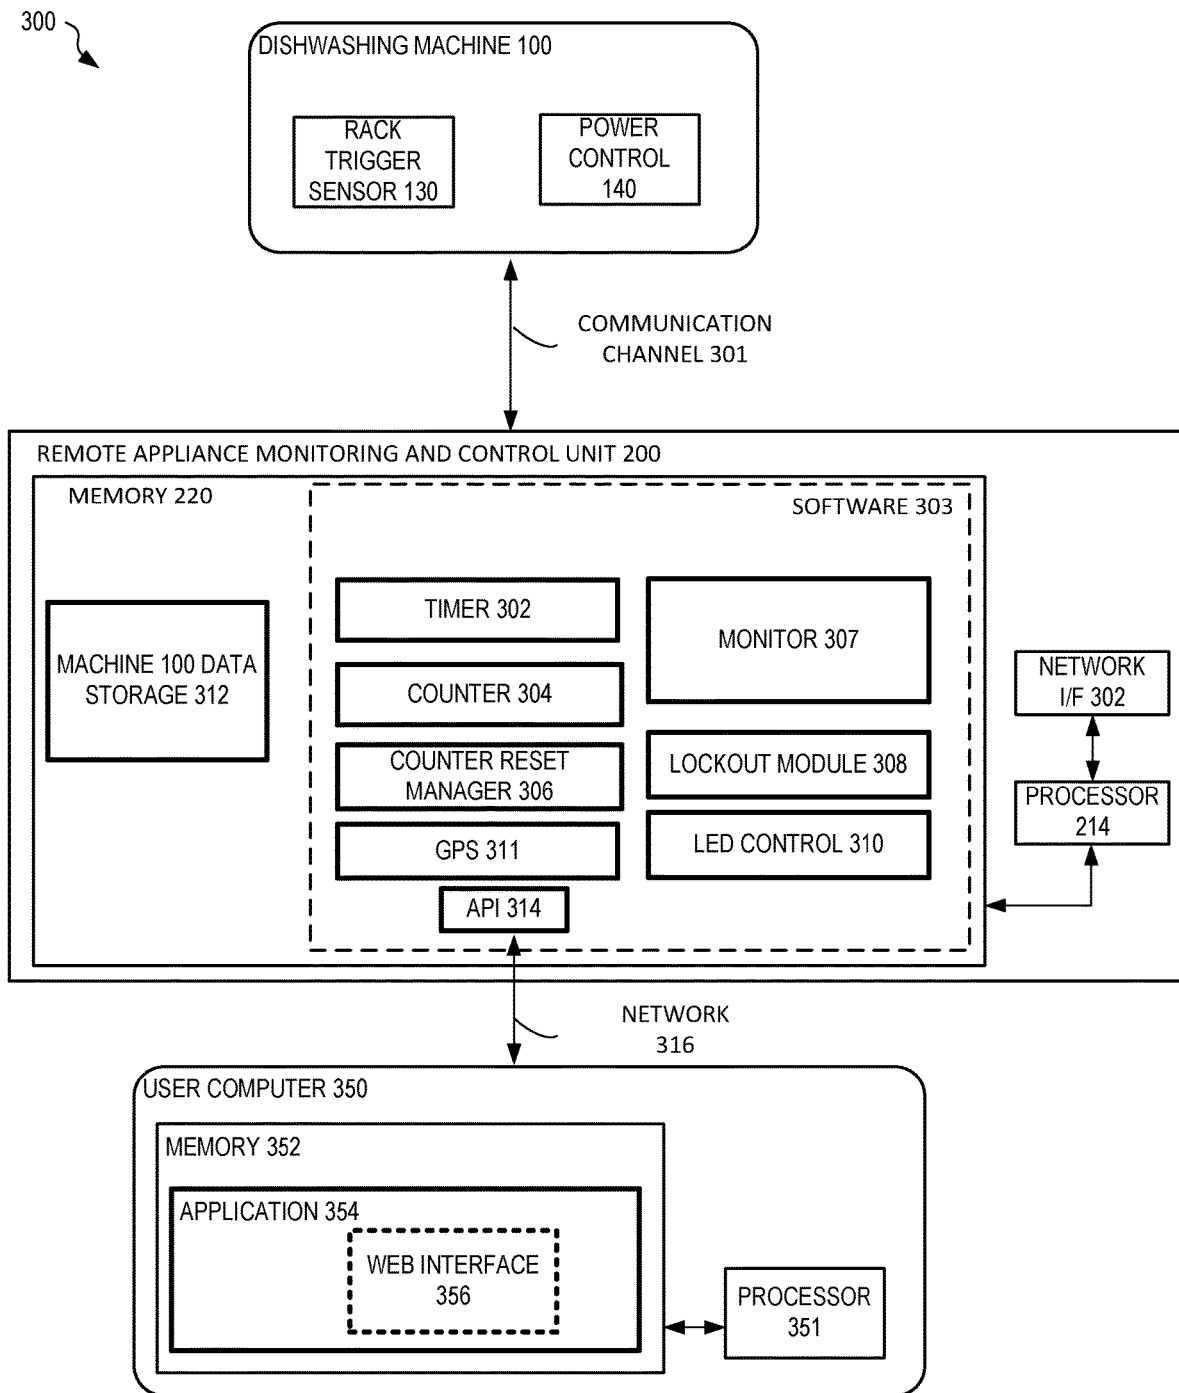 300
DISHWASHING MACHINE 100
RACK
TRIGGER
SENSOR 130
POWER
CONTROL
140
COMMUNICATION
CHANNEL 301
REMOTE APPLIANCE MONITORING AND CONTROL UNIT 200
MEMORY 220
SOFTWARE 303
MACHINE 100 DATA
STORAGE 312
TIMER 302
COUNTER 304
COUNTER RESET
MANAGER 306
GPS 311
API 314
MONITOR 307
LOCKOUT MODULE 308
LED CONTROL 310
NETWORK
I/F 302
PROCESSOR
214
NETWORK
316
USER COMPUTER 350
MEMORY 352
APPLICATION 354
WEB INTERFACE
356
PROCESSOR
351